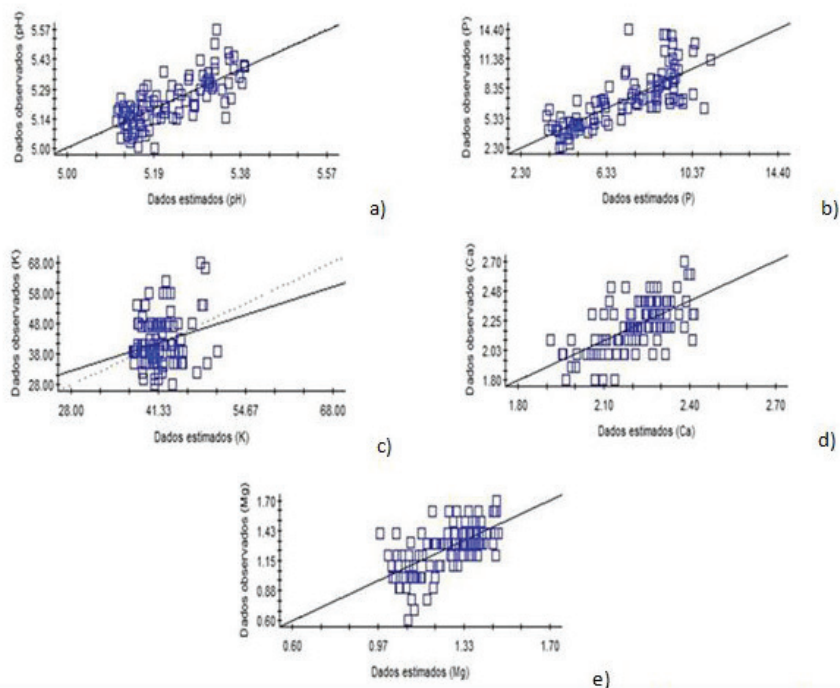 Dados observados (pH)
5.57
5.43
5.29
5.14
5.00
5.00 5.19 5.38 5.57
Dados estimados (pH)
a)
Dados observados (P)
14.40
11.38
8.35
5.33
2.30
2.30 6.33 10.37 14.40
Dados estimados (P)
b)
Dados observados (K)
68.00
58.00
48.00
38.00
28.00
28.00 41.33 54.67 68.00
Dados estimados (K)
c)
Dados observados (Ca)
2.70
2.48
2.25
2.03
1.80
1.80 2.10 2.40 2.70
Dados estimados (Ca)
d)
Dados observados (Mg)
1.70
1.43
1.15
0.88
0.60
0.60 0.97 1.33 1.70
Dados estimados (Mg)
e)